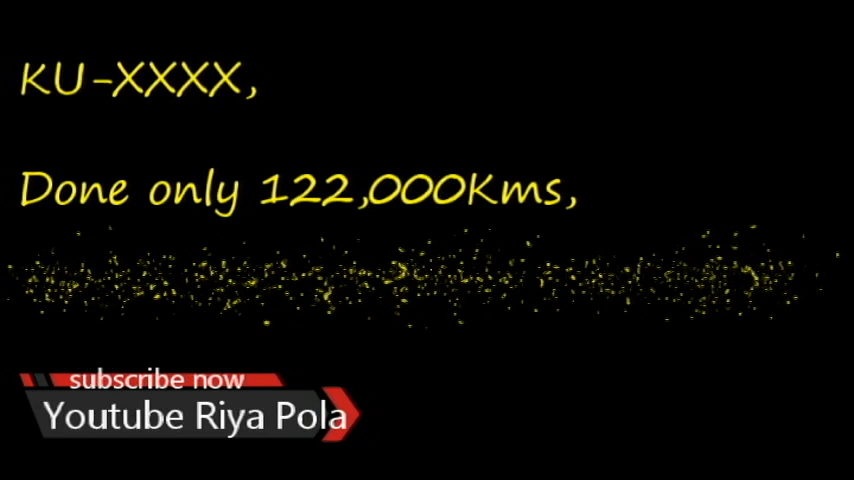 KU-XXXX,
Done only 122,000Kms,
subscribe now
Youtube Riya Pola